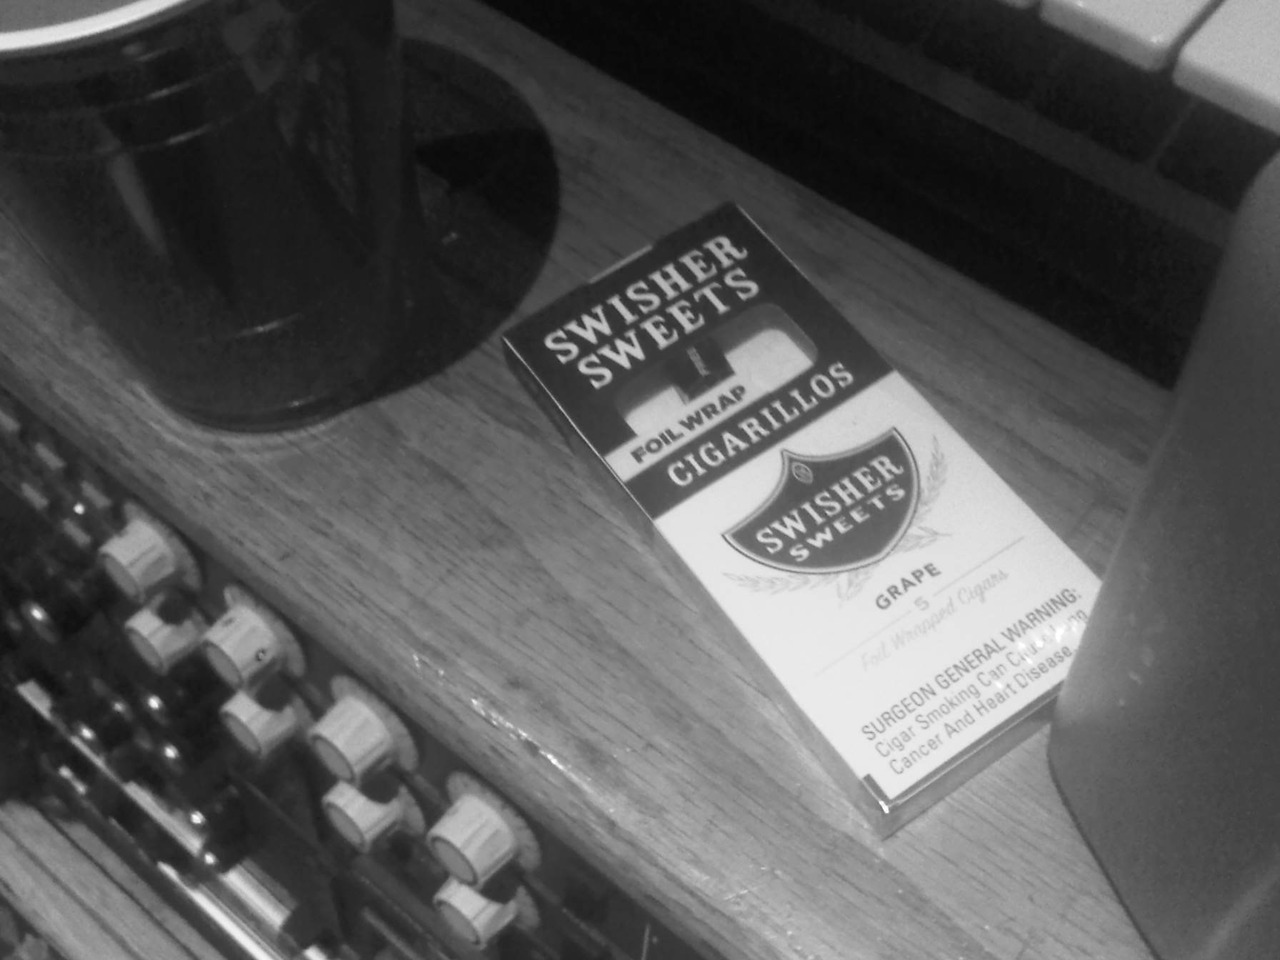 SWISHER
SWEETS
FOIL WRAP
CIGARILLOS
SWISHER
SWEETS
GRAPE
5
Foil Wrapped Cigars
SURGEON GENERAL WARNING:
Cigar Smoking Can Cause Lung
Cancer And Heart Disease.